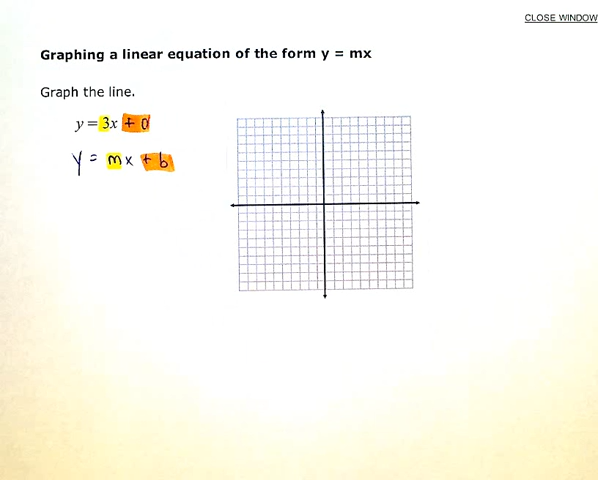 CLOSE WINDOW
Graphing a linear equation of the form y = mx
Graph the line.
y = 3x + 0
y = mx + b